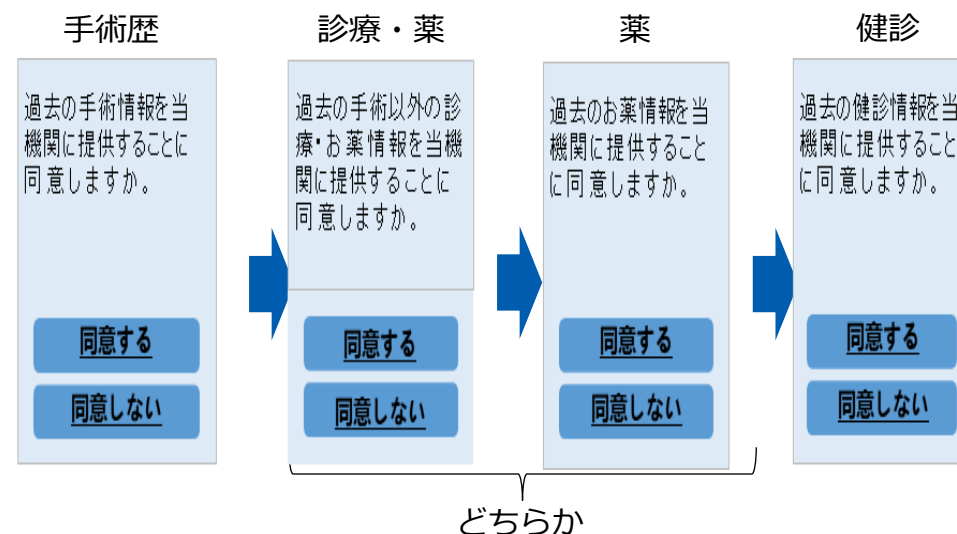 手術歴
過去の手術情報を当
機関に提供することに
同意しますか。
同意する
同意しない
診療・薬
過去の手術以外の診
療・お薬情報を当機
関に提供することに
同意しますか。
同意する
同意しない
薬
過去のお薬情報を当
機関に提供すること
に同意しますか。
同意する
同意しない
健診
過去の健診情報を当
機関に提供すること
に同意しますか。
同意する
同意しない
どちらか